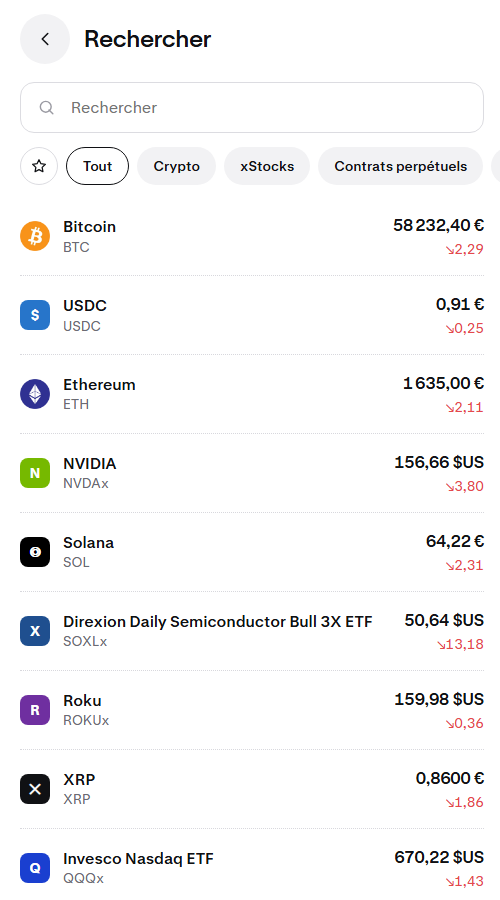 Rechercher
Rechercher
Tout Crypto xStocks Contrats perpétuels
Bitcoin 58 232,40 €
BTC ↘2,29
$ USDC 0,91 €
USDC ↘0,25
Ethereum 1 635,00 €
ETH ↘2,11
N NVIDIA 156,66 $US
NVDAx ↘3,80
Solana 64,22 €
SOL ↘2,31
X Direxion Daily Semiconductor Bull 3X ETF 50,64 $US
SOXLx ↘13,18
R Roku 159,98 $US
ROKUx ↘0,36
XRP 0,8600 €
XRP ↘1,86
Q Invesco Nasdaq ETF 670,22 $US
QQQx ↘1,43